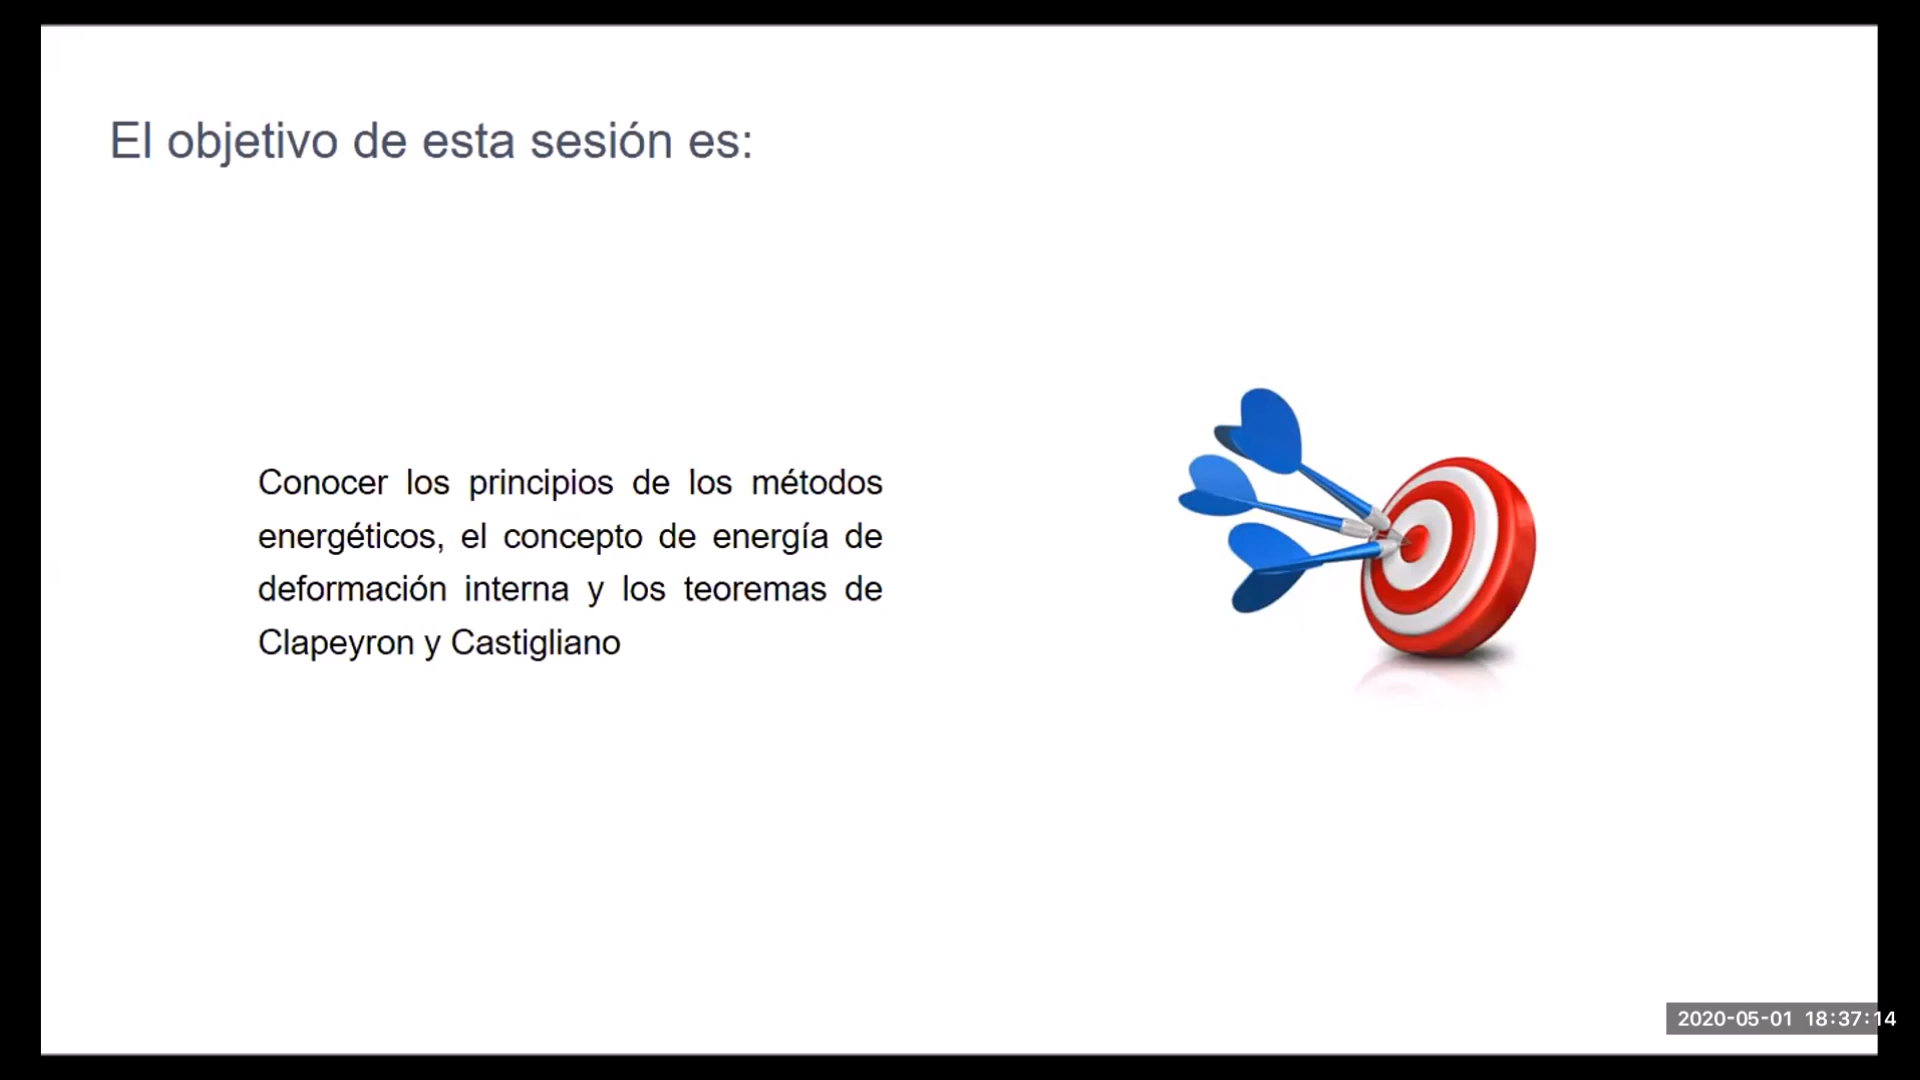 El objetivo de esta sesión es:
Conocer los principios de los métodos
energéticos, el concepto de energía de
deformación interna y los teoremas de
Clapeyron y Castigliano
2020-05-01 18:37:14